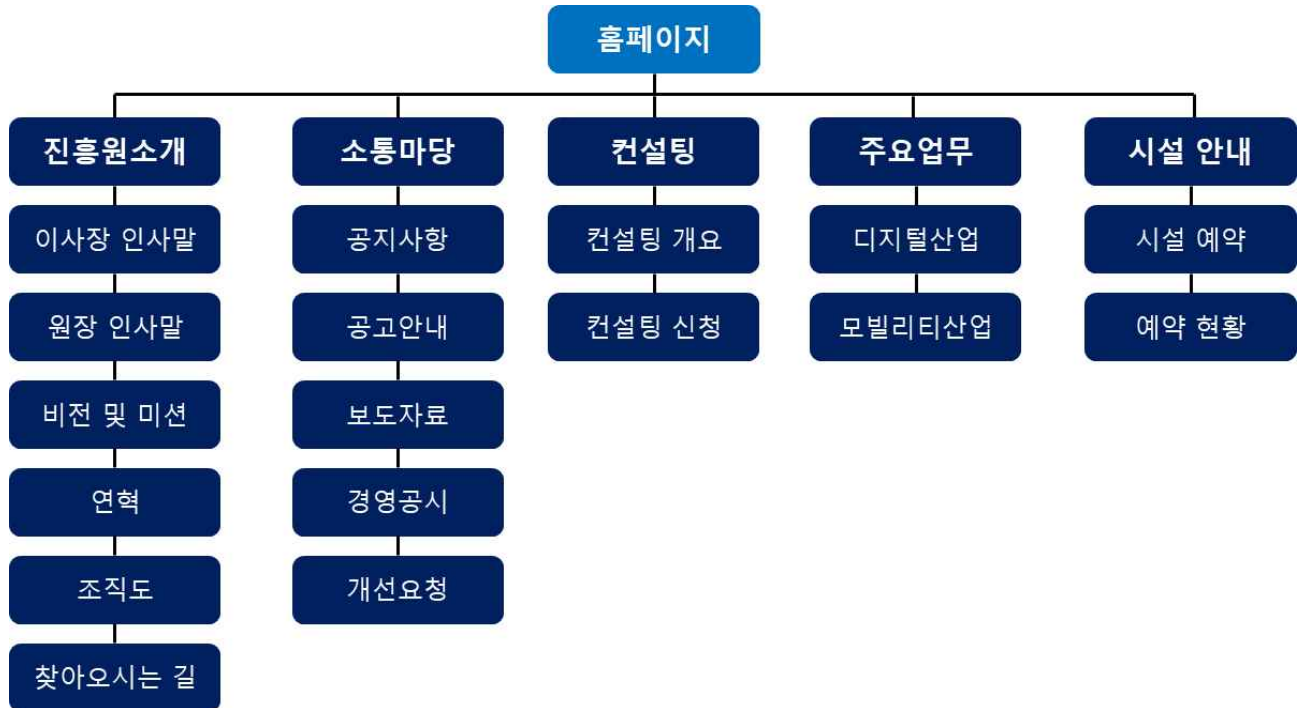 홈페이지
진흥원소개
이사장 인사말
원장 인사말
비전 및 미션
연혁
조직도
찾아오시는 길
소통마당
공지사항
공고안내
보도자료
경영공시
개선요청
컨설팅
컨설팅 개요
컨설팅 신청
주요업무
디지털산업
모빌리티산업
시설 안내
시설 예약
예약 현황